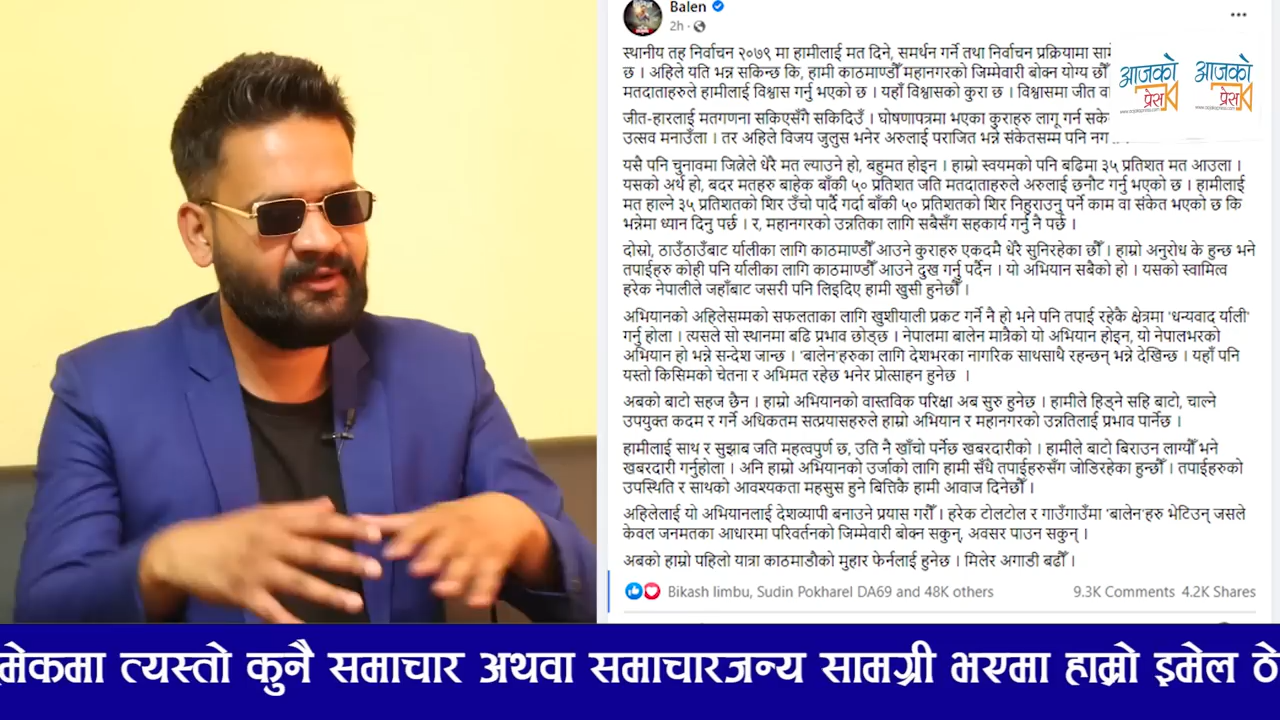 Balen
2h
स्थानीय तह निर्वाचन २०७९ मा हामीलाई मत दिने, समर्थन गर्ने तथा निर्वाचन प्रक्रियामा
छ । अहिले यति भन्न सकिन्छ कि, हामी काठमाण्डौँ महानगरको जिम्मेवारी बोक्न योग्य छौँ
मतदाताहरुले हामीलाई विश्वास गर्नु भएको छ । यहाँ विश्वासको कुरा छ । विश्वासमा जीत
जीत-हारलाई मतगणना सकिएसँगै सकिदिउँ । घोषणापत्रमा भएका कुराहरु लागू गर्न
उत्सव मनाउँला । तर अहिले विजय जुलुस भनेर अरुलाई पराजित भन्ने संकेतसम्म पनि
यसै पनि चुनावमा जित्नेले धेरै मत ल्याउने हो, बहुमत होइन । हाम्रो स्वयमको पनि बढिमा ३५ प्रतिशत मत आउला ।
यसको अर्थ हो, बदर मतहरु बाहेक बाँकी ५० प्रतिशत जति मतदाताहरुले अरुलाई छनौट गर्नु भएको छ । हामीलाई
मत हाल्ने ३५ प्रतिशतको शिर उँचो पार्दै गर्दा बाँकी ५० प्रतिशतको शिर निहुराउनु पर्ने काम वा संकेत भएको छ कि
भन्नेमा ध्यान दिनु पर्छ । र, महानगरको उन्नतिका लागि सबैसँग सहकार्य गर्नु नै पर्छ ।
दोस्रो, ठाउँठाउँबाट र्यालीका लागि काठमाण्डौँ आउने कुराहरु एकदमै धेरै सुनिरहेका छौँ । हाम्रो अनुरोध के हुन्छ भने
तपाईहरु कोही पनि र्यालीका लागि काठमाण्डौँ आउने दुख गर्नु पर्दैन । यो अभियान सबैको हो । यसको स्वामित्व
हरेक नेपालीले जहाँबाट जसरी पनि लिइदिए हामी खुसी हुनेछौँ ।
अभियानको अहिलेसम्मको सफलताका लागि खुशीयाली प्रकट गर्ने नै हो भने पनि तपाई रहेकै क्षेत्रमा 'धन्यवाद र्याली'
गर्नु होला । त्यसले सो स्थानमा बढि प्रभाव छोड्छ । नेपालमा बालेन मात्रैको यो अभियान होइन, यो नेपालभरको
अभियान हो भन्ने सन्देश जान्छ । 'बालेन'हरुका लागि देशभरका नागरिक साथसाथै रहन्छन् भन्ने देखिन्छ । यहाँ पनि
यस्तो किसिमको चेतना र अभिमत रहेछ भनेर प्रोत्साहन हुनेछ ।
अबको बाटो सहज छैन । हाम्रो अभियानको वास्तविक परिक्षा अब सुरु हुनेछ । हामीले हिड्ने सहि बाटो, चाल्ने
उपयुक्त कदम र गर्ने अधिकतम सत्प्रयासहरुले हाम्रो अभियान र महानगरको उन्नतिलाई प्रभाव पार्नेछ ।
हामीलाई साथ र सुझाब जति महत्वपुर्ण छ, उति नै खाँचो पर्नेछ खबरदारीको । हामीले बाटो बिराउन लाग्यौँ भने
खबरदारी गर्नुहोला । अनि हाम्रो अभियानको उर्जाको लागि हामी सँधै तपाईहरुसँग जोडिरहेका हुन्छौँ । तपाईहरुको
उपस्थिति र साथको आवश्यकता महसुस हुने बित्तिकै हामी आवाज दिनेछौँ ।
अहिलेलाई यो अभियानलाई देशव्यापी बनाउने प्रयास गरौँ । हरेक टोलटोल र गाउँगाउँमा 'बालेन'हरु भेटिउन् जसले
केवल जनमतका आधारमा परिवर्तनको जिम्मेवारी बोक्न सकुन्, अवसर पाउन सकुन् ।
अबको हाम्रो पहिलो यात्रा काठमाडौको मुहार फेर्नलाई हुनेछ । मिलेर अगाडी बढौँ ।
Bikash limbu, Sudin Pokharel DA69 and 48K others
9.3K Comments 4.2K Shares
आजको प्रेस
आजको प्रेस
मेकमा त्यस्तो कुनै समाचार अथवा समाचारजन्य सामग्री भएमा हाम्रो इमेल ठे